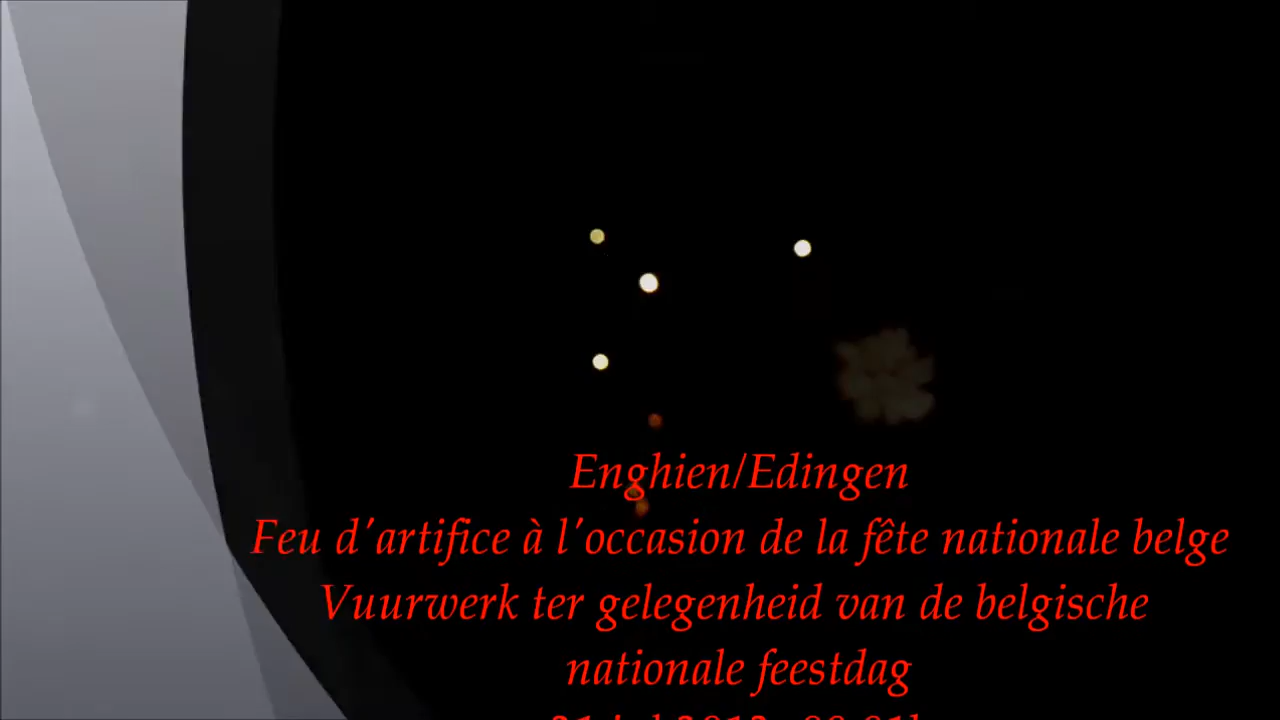 Enghien/Edingen
Feu d'artifice à l'occasion de la fête nationale belge
Vuurwerk ter gelegenheid van de belgische
nationale feestdag